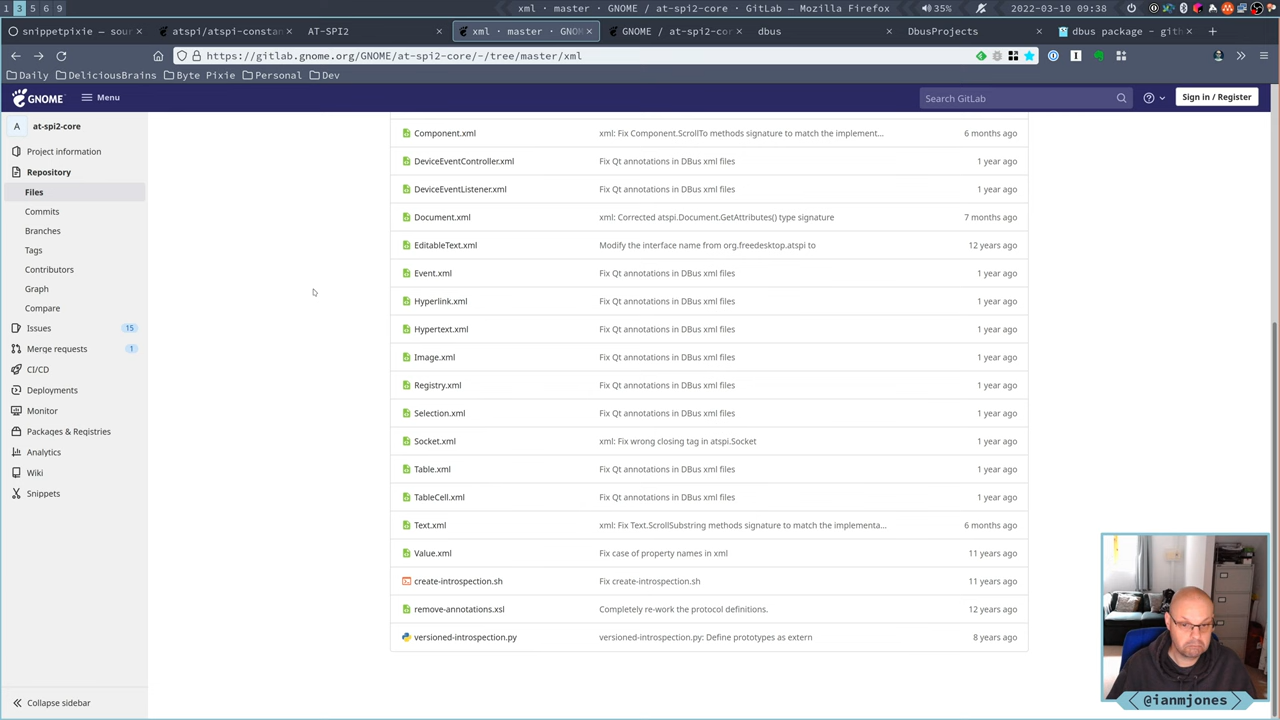 1 2 3 5 6 9 xml · master · GNOME / at-spi2-core · GitLab — Mozilla Firefox 35% 2022-03-10 09:38
snippetpixie — sour atspi/atspi-constan AT-SPI2 xml · master · GNOM GNOME / at-spi2-cor dbus DbusProjects dbus package - gith
https://gitlab.gnome.org/GNOME/at-spi2-core/-/tree/master/xml
Daily DeliciousBrains Byte Pixie Personal Dev
GNOME Menu Search GitLab Sign in / Register
A at-spi2-core
Project information
Repository
Files
Commits
Branches
Tags
Contributors
Graph
Compare
Issues 15
Merge requests 1
CI/CD
Deployments
Monitor
Packages & Registries
Analytics
Wiki
Snippets
Collapse sidebar
Component.xml xml: Fix Component.ScrollTo methods signature to match the implement... 6 months ago
DeviceEventController.xml Fix Qt annotations in DBus xml files 1 year ago
DeviceEventListener.xml Fix Qt annotations in DBus xml files 1 year ago
Document.xml xml: Corrected atspi.Document.GetAttributes() type signature 7 months ago
EditableText.xml Modify the interface name from org.freedesktop.atspi to 12 years ago
Event.xml Fix Qt annotations in DBus xml files 1 year ago
Hyperlink.xml Fix Qt annotations in DBus xml files 1 year ago
Hypertext.xml Fix Qt annotations in DBus xml files 1 year ago
Image.xml Fix Qt annotations in DBus xml files 1 year ago
Registry.xml Fix Qt annotations in DBus xml files 1 year ago
Selection.xml Fix Qt annotations in DBus xml files 1 year ago
Socket.xml xml: Fix wrong closing tag in atspi.Socket 1 year ago
Table.xml Fix Qt annotations in DBus xml files 1 year ago
TableCell.xml Fix Qt annotations in DBus xml files 1 year ago
Text.xml xml: Fix Text.ScrollSubstring methods signature to match the implementa... 6 months ago
Value.xml Fix case of property names in xml 11 years ago
create-introspection.sh Fix create-introspection.sh 11 years ago
remove-annotations.xsl Completely re-work the protocol definitions. 12 years ago
versioned-introspection.py versioned-introspection.py: Define prototypes as extern 8 years ago
@ianmjones